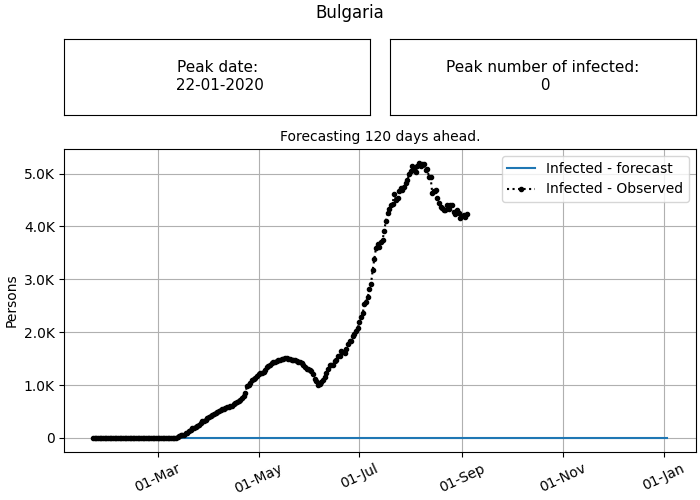 Bulgaria
Peak date:
22-01-2020
Peak number of infected:
0
Forecasting 120 days ahead.
Infected - forecast
Infected - Observed
Persons
5.0K
4.0K
3.0K
2.0K
1.0K
0
01-Mar
01-May
01-Jul
01-Sep
01-Nov
01-Jan